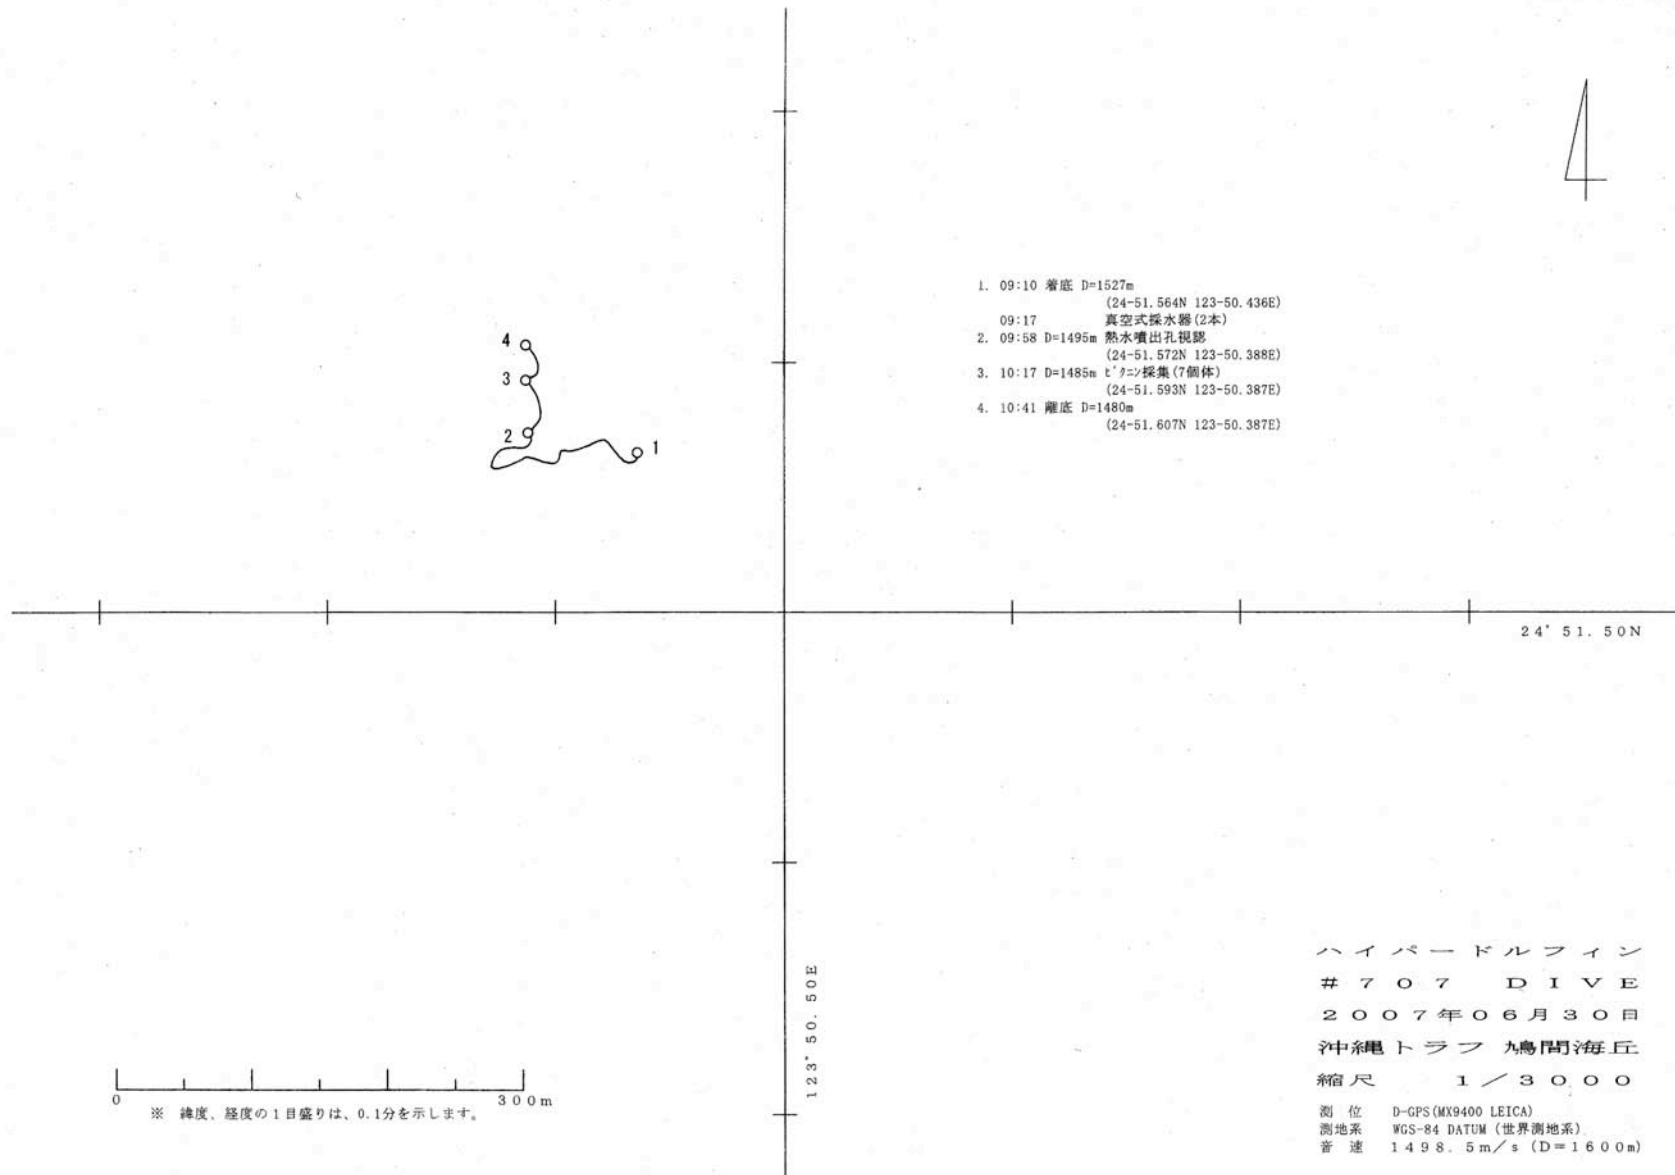 4
3
2
1
1. 09:10 着底 D=1527m
(24-51.564N 123-50.436E)
09:17 真空式採水器(2本)
2. 09:58 D=1495m 熱水噴出孔視認
(24-51.572N 123-50.388E)
3. 10:17 D=1485m ﾋﾞｸﾆﾝ採集(7個体)
(24-51.593N 123-50.387E)
4. 10:41 離底 D=1480m
(24-51.607N 123-50.387E)
24°51.50N
123°50.50E
0 300m
※ 緯度、経度の1目盛りは、0.1分を示します。
ハイパードルフィン
#707 DIVE
2007年06月30日
沖縄トラフ 鳩間海丘
縮尺 1/3000
測位 D-GPS(MX9400 LEICA)
測地系 WGS-84 DATUM (世界測地系)
音速 1498.5m/s (D=1600m)